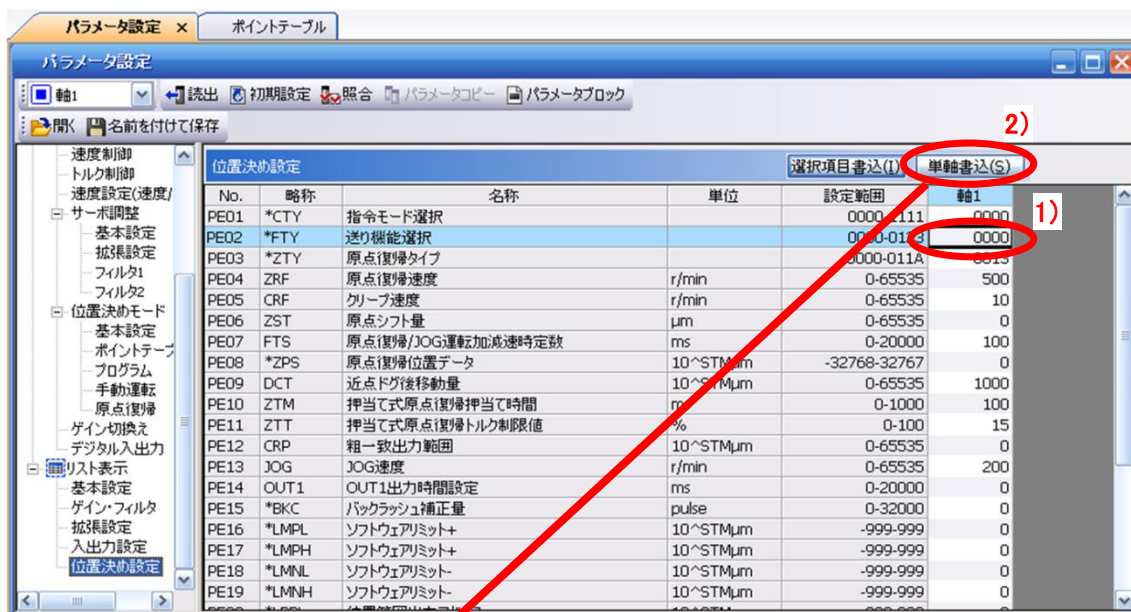 パラメータ設定 × ポイントテーブル
パラメータ設定
軸1 読出 初期設定 照合 パラメータコピー パラメータブロック
開く 名前を付けて保存
2)
速度制御
トルク制御
速度設定(速度/
サーボ調整
基本設定
拡張設定
フィルタ1
フィルタ2
位置決めモード
基本設定
ポイントテーブ
プログラム
手動運転
原点復帰
ゲイン切換え
デジタル入出力
リスト表示
基本設定
ゲイン・フィルタ
拡張設定
入出力設定
位置決め設定
位置決め設定 選択項目書込(I) 単軸書込(S)
No. 略称 名称 単位 設定範囲 軸1
1)
PE01 *CTY 指令モード選択 0000-1111 0000
PE02 *FTY 送り機能選択 0000-0123 0000
PE03 *ZTY 原点復帰タイプ 0000-011A
PE04 ZRF 原点復帰速度 r/min 0-65535 500
PE05 CRF クリープ速度 r/min 0-65535 10
PE06 ZST 原点シフト量 μm 0-65535 0
PE07 FTS 原点復帰/JOG運転加減速時定数 ms 0-20000 100
PE08 *ZPS 原点復帰位置データ 10^STMμm -32768-32767 0
PE09 DCT 近点ドグ後移動量 10^STMμm 0-65535 1000
PE10 ZTM 押当て式原点復帰押当て時間 0-1000 100
PE11 ZTT 押当て式原点復帰トルク制限値 % 0-100 15
PE12 CRP 粗一致出力範囲 10^STMμm 0-65535 0
PE13 JOG JOG速度 r/min 0-65535 200
PE14 OUT1 OUT1出力時間設定 ms 0-20000 0
PE15 *BKC バックラッシュ補正量 pulse 0-32000 0
PE16 *LMPL ソフトウェアリミット+ 10^STMμm -999-999 0
PE17 *LMPH ソフトウェアリミット+ 10^STMμm -999-999 0
PE18 *LMNL ソフトウェアリミット- 10^STMμm -999-999 0
PE19 *LMNH ソフトウェアリミット- 10^STMμm -999-999 0